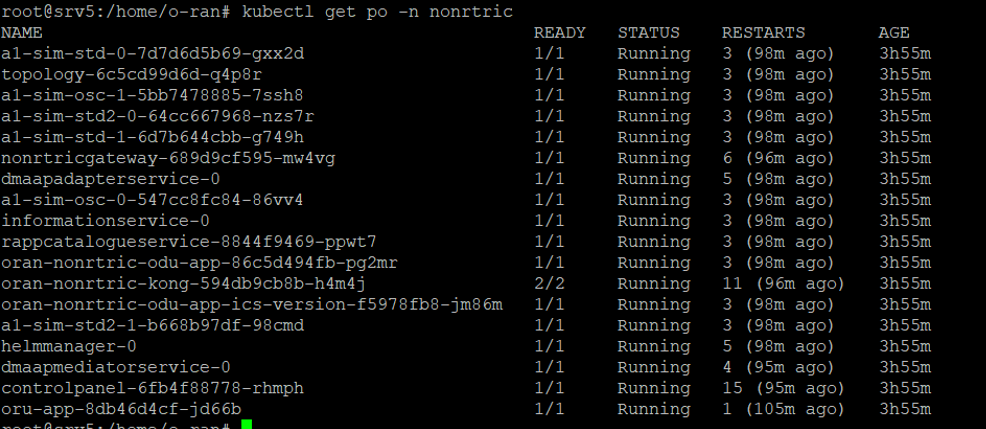 root@srv5:/home/o-ran# kubectl get po -n nonrtric
NAME READY STATUS RESTARTS AGE
a1-sim-std-0-7d7d6d5b69-gxx2d 1/1 Running 3 (98m ago) 3h55m
topology-6c5cd99d6d-q4p8r 1/1 Running 3 (98m ago) 3h55m
a1-sim-osc-1-5bb7478885-7ssh8 1/1 Running 3 (98m ago) 3h55m
a1-sim-std2-0-64cc667968-nzs7r 1/1 Running 3 (98m ago) 3h55m
a1-sim-std-1-6d7b644cbb-g749h 1/1 Running 3 (98m ago) 3h55m
nonrtricgateway-689d9cf595-mw4vg 1/1 Running 6 (96m ago) 3h55m
dmaapadapterservice-0 1/1 Running 5 (98m ago) 3h55m
a1-sim-osc-0-547cc8fc84-86vv4 1/1 Running 3 (98m ago) 3h55m
informationservice-0 1/1 Running 3 (98m ago) 3h55m
rappcatalogueservice-8844f9469-ppwt7 1/1 Running 3 (98m ago) 3h55m
oran-nonrtric-odu-app-86c5d494fb-pg2mr 1/1 Running 3 (98m ago) 3h55m
oran-nonrtric-kong-594db9cb8b-h4m4j 2/2 Running 11 (96m ago) 3h55m
oran-nonrtric-odu-app-ics-version-f5978fb8-jm86m 1/1 Running 3 (98m ago) 3h55m
a1-sim-std2-1-b668b97df-98cmd 1/1 Running 3 (98m ago) 3h55m
helmmanager-0 1/1 Running 5 (98m ago) 3h55m
dmaapmediatorservice-0 1/1 Running 4 (95m ago) 3h55m
controlpanel-6fb4f88778-rhmph 1/1 Running 15 (95m ago) 3h55m
oru-app-8db46d4cf-jd66b 1/1 Running 1 (105m ago) 3h55m
root@srv5:/home/o-ran#